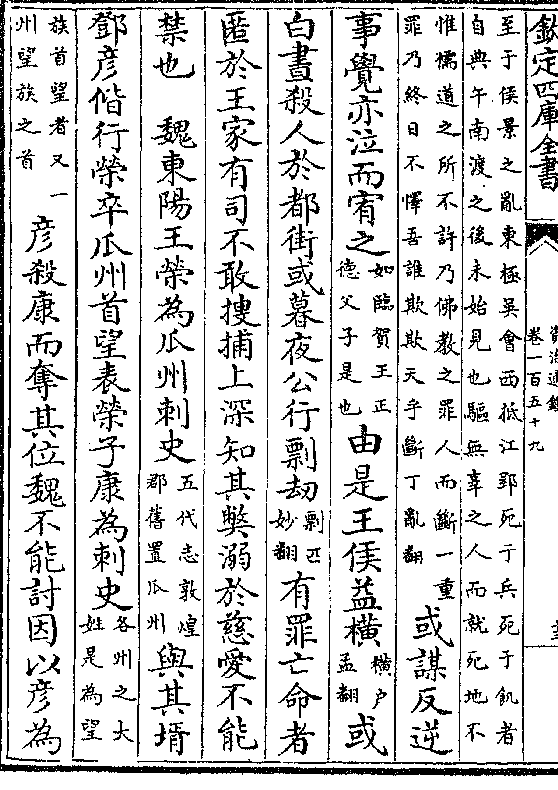 欽定四庫全書
資治通鑑
卷一百五十九
至于侯景之亂東極吳會西抵江郢死于兵死于飢者
自典午南渡之後未始見也驅無辜之人而就死地不
惟儒道之所不許乃佛教之罪人而斷一重
罪乃終日不懌吾誰欺欺天乎斷丁亂翻
或謀反逆
事覺亦泣而宥之
如臨賀王正
德父子是也
由是王侯益橫
橫户
孟翻
或
白晝殺人於都街或暮夜公行剽刼
剽匹
妙翻
有罪亡命者
匿於王家有司不敢搜捕上深知其弊溺於慈愛不能
禁也　魏東陽王榮為瓜州刺史
五代志敦煌
郡舊置瓜州
與其壻
鄧彦偕行榮卒瓜州首望表榮子康為刺史
各州之大
姓是為望
族首望者又一
州望族之首
彦殺康而奪其位魏不能討因以彦為